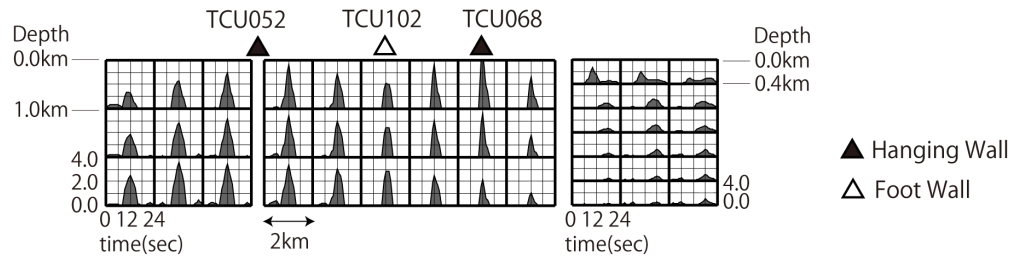 TCU052 TCU102 TCU068
Depth
0.0km
1.0km
4.0
2.0
0.0
0 12 24
time(sec)
2km
Depth
0.0km
0.4km
4.0
0.0
0 12 24
time(sec)
Hanging Wall
Foot Wall